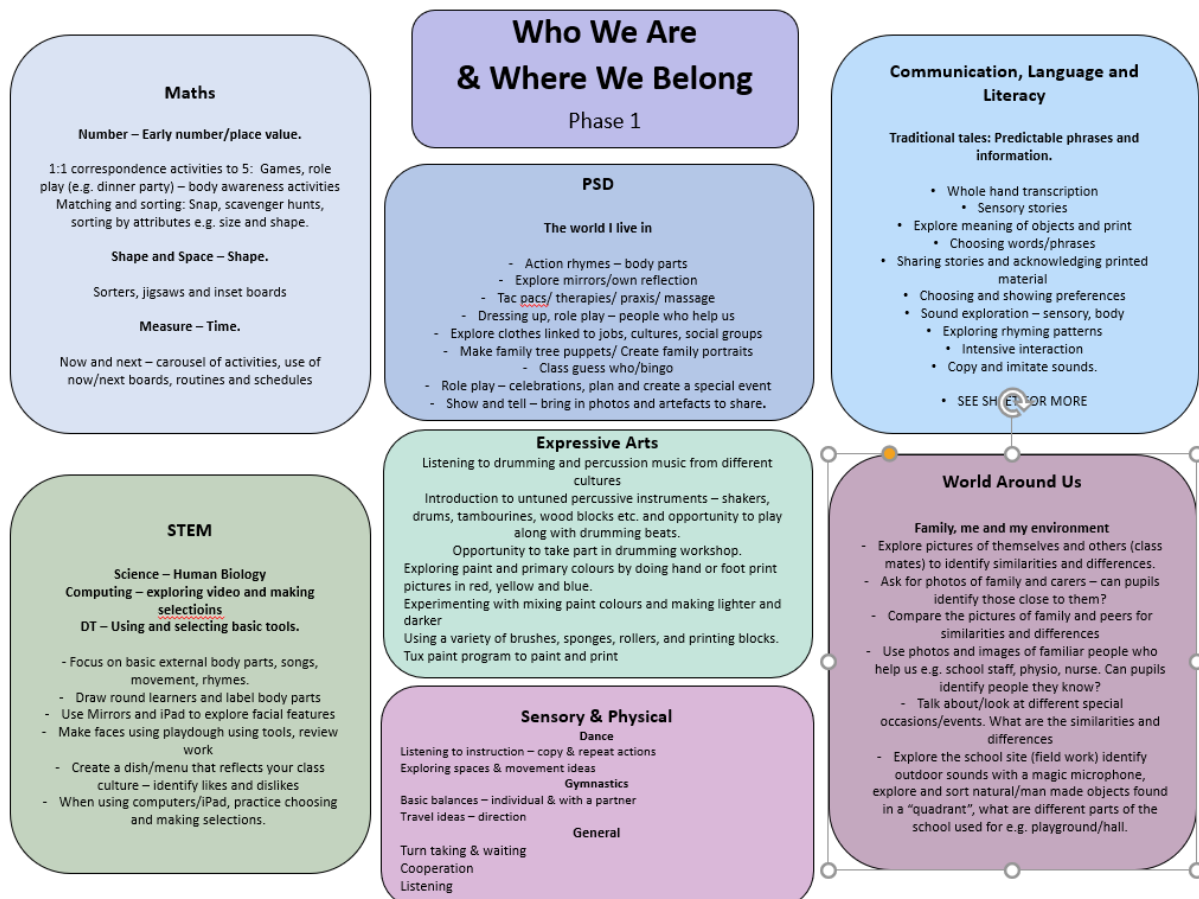 Who We Are
& Where We Belong
Phase 1
Maths
Number – Early number/place value.
1:1 correspondence activities to 5:  Games, role
play (e.g. dinner party) – body awareness activities
Matching and sorting: Snap, scavenger hunts,
sorting by attributes e.g. size and shape.
Shape and Space – Shape.
Sorters, jigsaws and inset boards
Measure – Time.
Now and next – carousel of activities, use of
now/next boards, routines and schedules
PSD
The world I live in
- Action rhymes – body parts
- Explore mirrors/own reflection
- Tac pacs/ therapies/ praxis/ massage
- Dressing up, role play – people who help us
- Explore clothes linked to jobs, cultures, social groups
- Make family tree puppets/ Create family portraits
- Class guess who/bingo
- Role play – celebrations, plan and create a special event
- Show and tell – bring in photos and artefacts to share.
Communication, Language and
Literacy
Traditional tales: Predictable phrases and
information.
• Whole hand transcription
• Sensory stories
• Explore meaning of objects and print
• Choosing words/phrases
• Sharing stories and acknowledging printed
material
• Choosing and showing preferences
• Sound exploration – sensory, body
• Exploring rhyming patterns
• Intensive interaction
• Copy and imitate sounds.
• SEE SHEET FOR MORE
STEM
Science – Human Biology
Computing – exploring video and making
selectioins
DT – Using and selecting basic tools.
- Focus on basic external body parts, songs,
movement, rhymes.
- Draw round learners and label body parts
- Use Mirrors and iPad to explore facial features
- Make faces using playdough using tools, review
work
- Create a dish/menu that reflects your class
culture – identify likes and dislikes
- When using computers/iPad, practice choosing
and making selections.
Expressive Arts
Listening to drumming and percussion music from different
cultures
Introduction to untuned percussive instruments – shakers,
drums, tambourines, wood blocks etc. and opportunity to play
along with drumming beats.
Opportunity to take part in drumming workshop.
Exploring paint and primary colours by doing hand or foot print
pictures in red, yellow and blue.
Experimenting with mixing paint colours and making lighter and
darker
Using a variety of brushes, sponges, rollers, and printing blocks.
Tux paint program to paint and print
Sensory & Physical
Dance
Listening to instruction – copy & repeat actions
Exploring spaces & movement ideas
Gymnastics
Basic balances – individual & with a partner
Travel ideas – direction
General
Turn taking & waiting
Cooperation
Listening
World Around Us
Family, me and my environment
- Explore pictures of themselves and others (class
mates) to identify similarities and differences.
- Ask for photos of family and carers – can pupils
identify those close to them?
- Compare the pictures of family and peers for
similarities and differences
- Use photos and images of familiar people who
help us e.g. school staff, physio, nurse. Can pupils
identify people they know?
- Talk about/look at different special
occasions/events. What are the similarities and
differences
- Explore the school site (field work) identify
outdoor sounds with a magic microphone,
explore and sort natural/man made objects found
in a “quadrant”, what are different parts of the
school used for e.g. playground/hall.